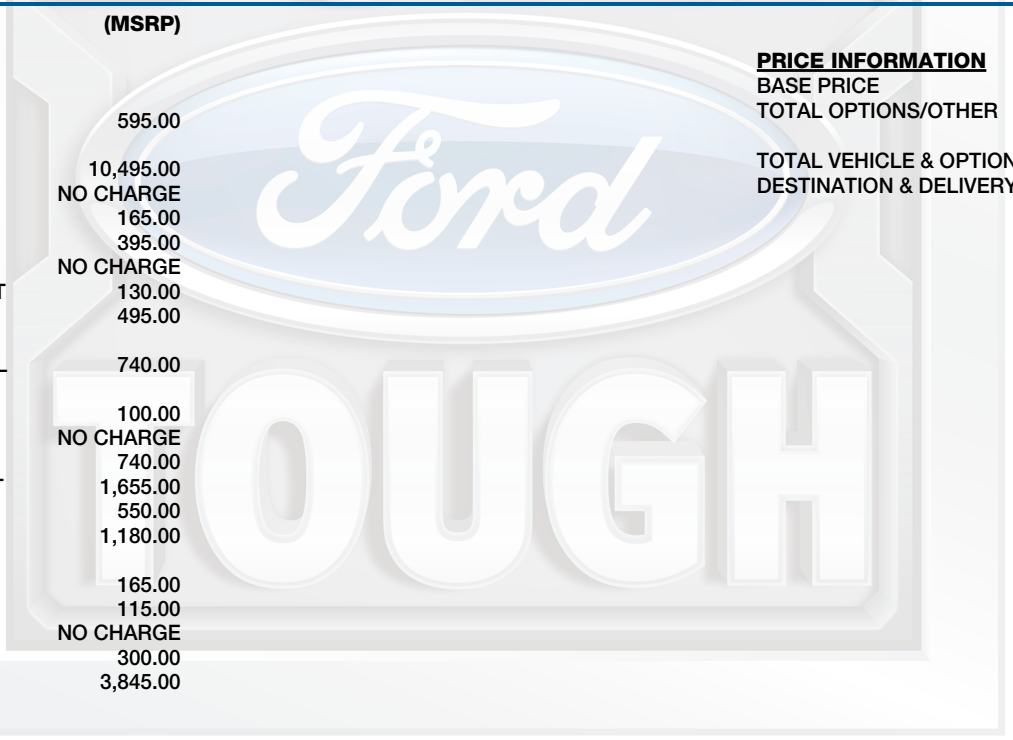 (MSRP)
595.00
10,495.00
NO CHARGE
165.00
395.00
NO CHARGE
T
130.00
495.00
740.00
100.00
NO CHARGE
740.00
1,655.00
550.00
1,180.00
165.00
115.00
NO CHARGE
300.00
3,845.00
PRICE INFORMATION
BASE PRICE
TOTAL OPTIONS/OTHER
TOTAL VEHICLE & OPTION
DESTINATION & DELIVERY
Ford
TOUGH